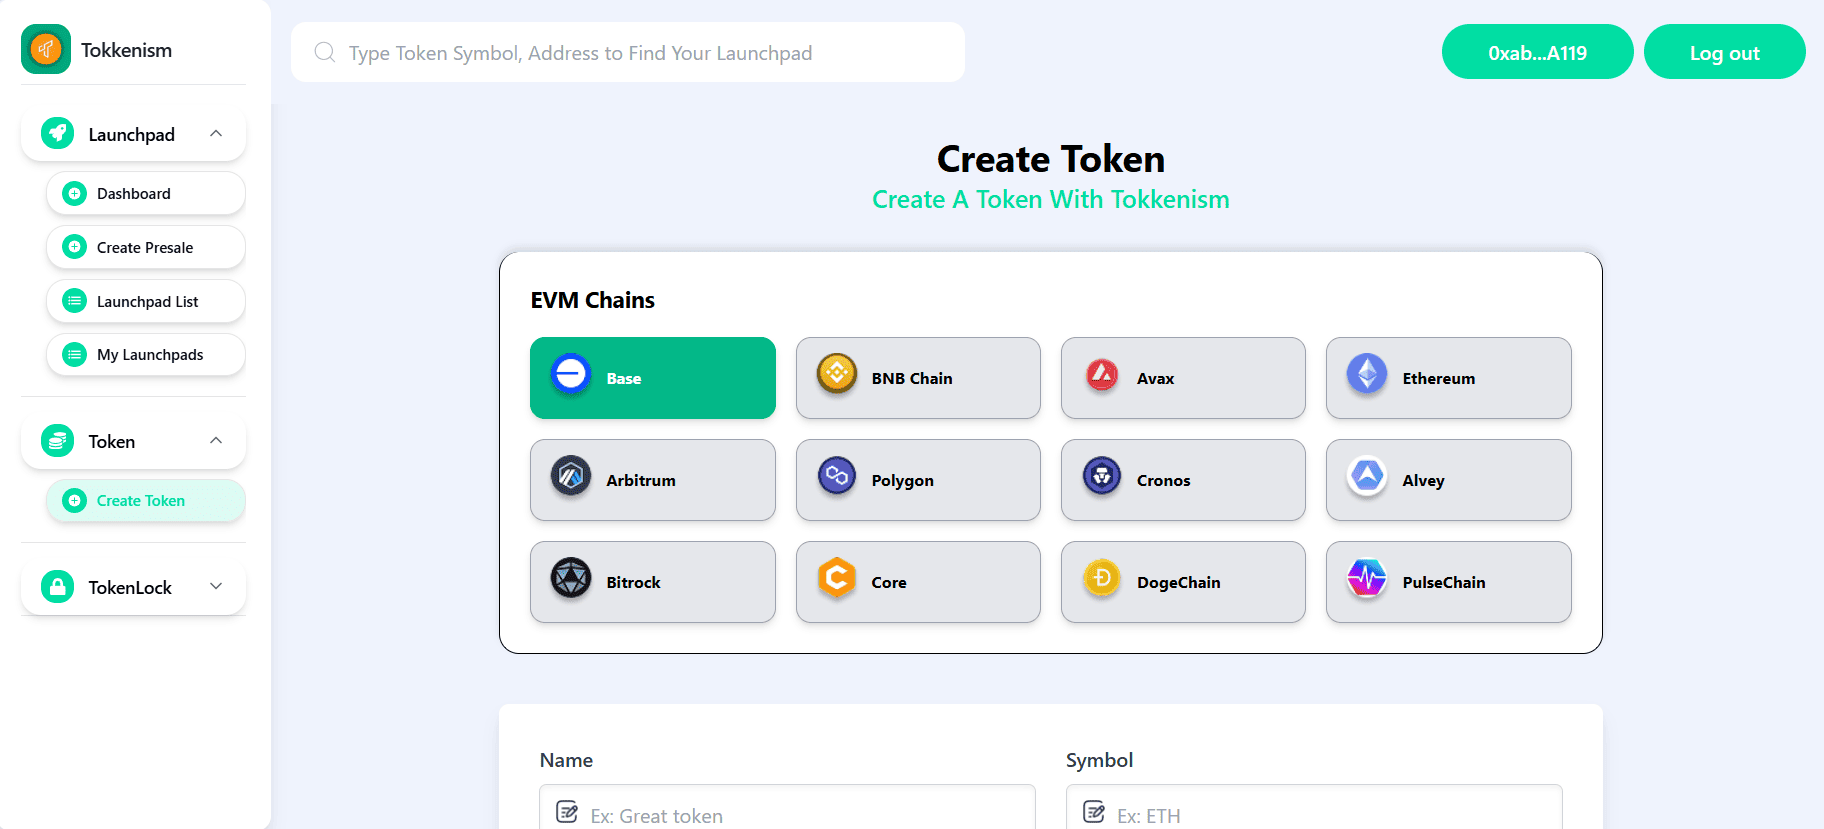 Tokkenism
Type Token Symbol, Address to Find Your Launchpad
0xab...A119
Log out
Launchpad
Dashboard
Create Presale
Launchpad List
My Launchpads
Token
Create Token
TokenLock
Create Token
Create A Token With Tokkenism
EVM Chains
Base
BNB Chain
Avax
Ethereum
Arbitrum
Polygon
Cronos
Alvey
Bitrock
Core
DogeChain
PulseChain
Name
Symbol
Ex: Great token
Ex: ETH